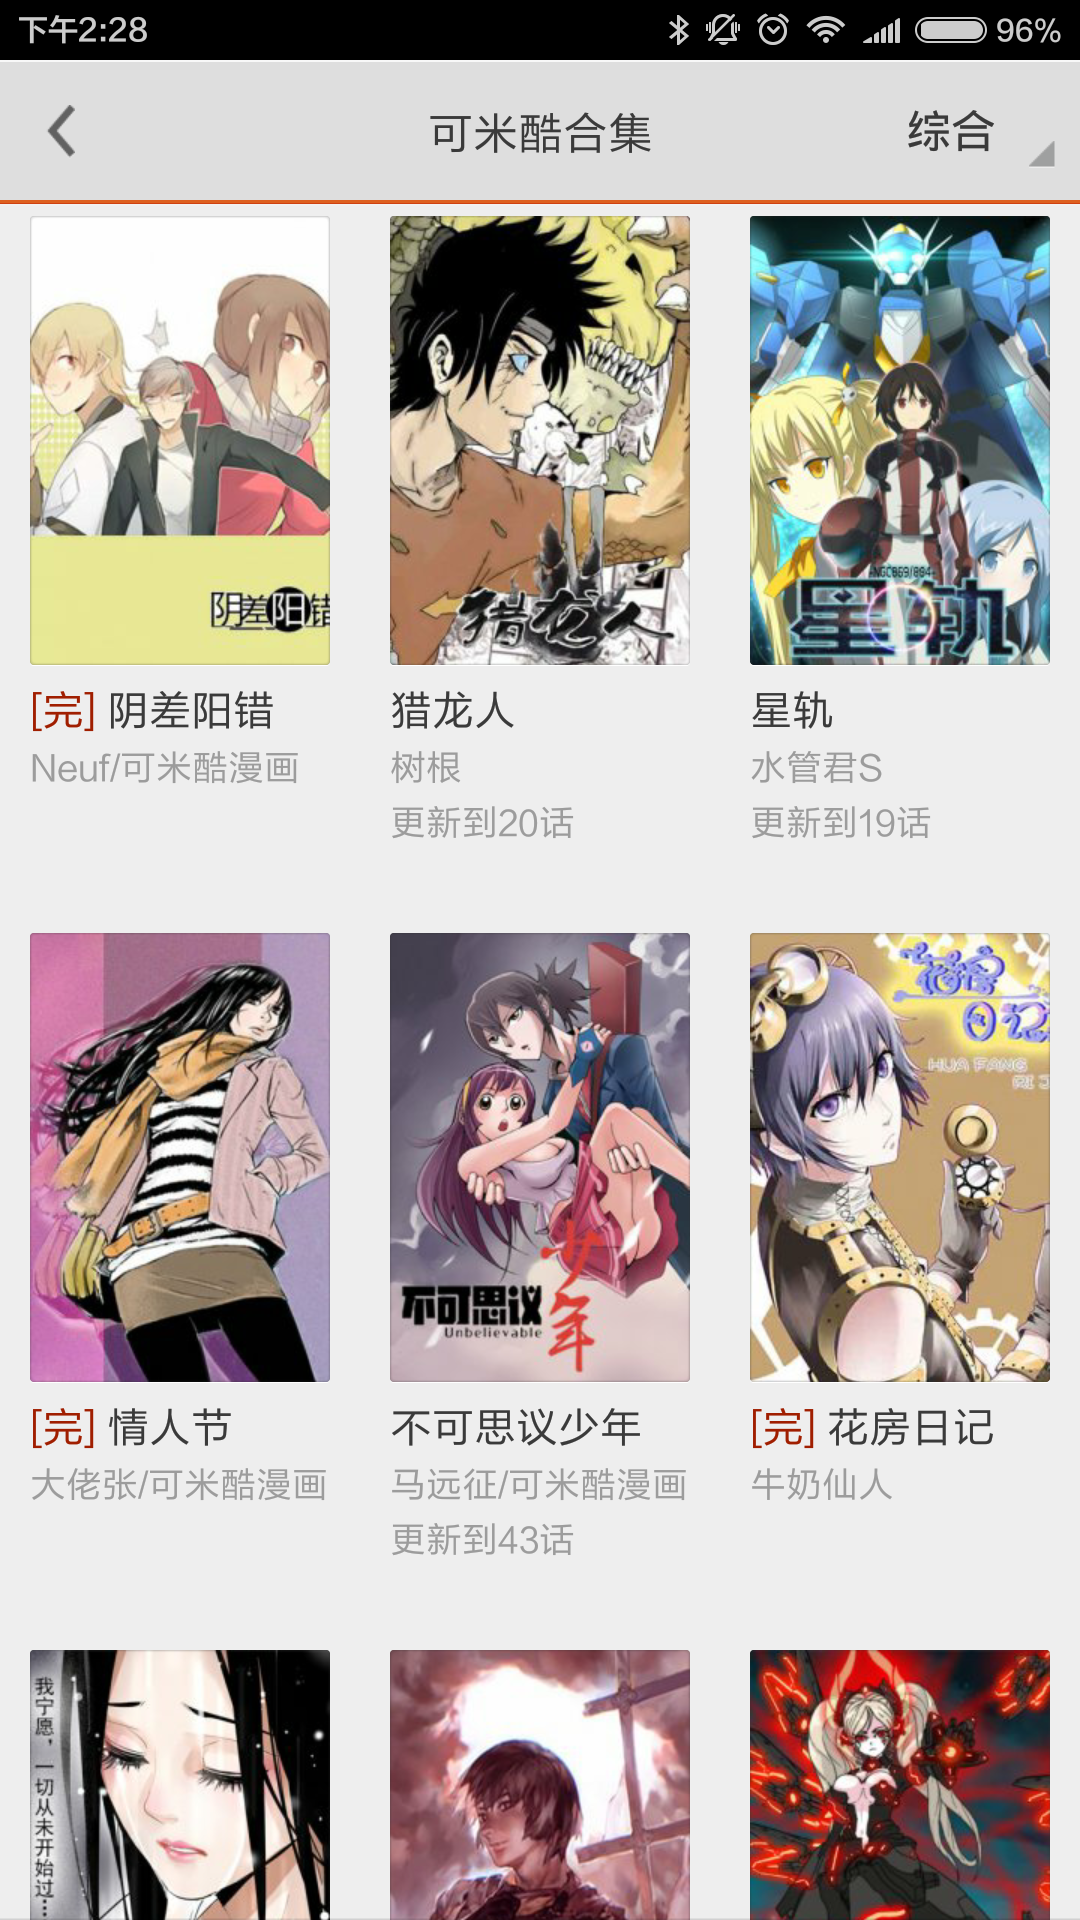 下午2:28
96%
可米酷合集
综合
阴差阳错
猎龙人
-NGC869/884-
星轨
[完] 阴差阳错
猎龙人
星轨
Neuf/可米酷漫画
树根
水管君S
更新到20话
更新到19话
不可思议
少年
Unbelievable
花房
日记
HUA FANG
RI J
[完] 情人节
不可思议少年
[完] 花房日记
大佬张/可米酷漫画
马远征/可米酷漫画
牛奶仙人
更新到43话
我宁愿，一切从未开始过…